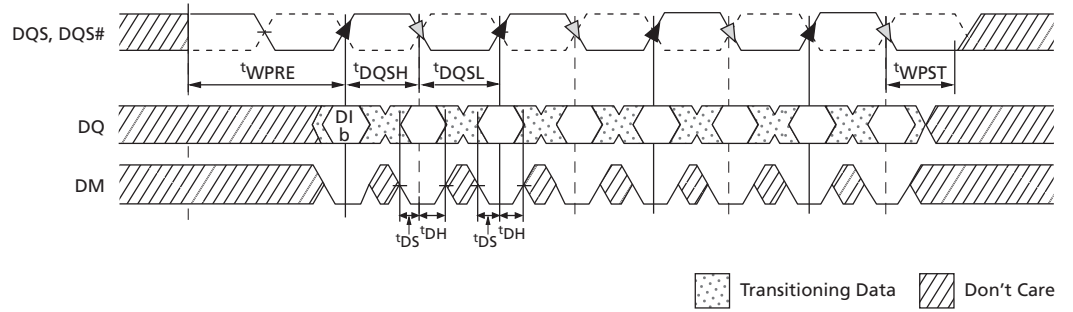 DQS, DQS#
tWPRE tDQSH tDQSL tWPST
DQ
DI
b
DM
tDS tDH tDS tDH
Transitioning Data Don't Care